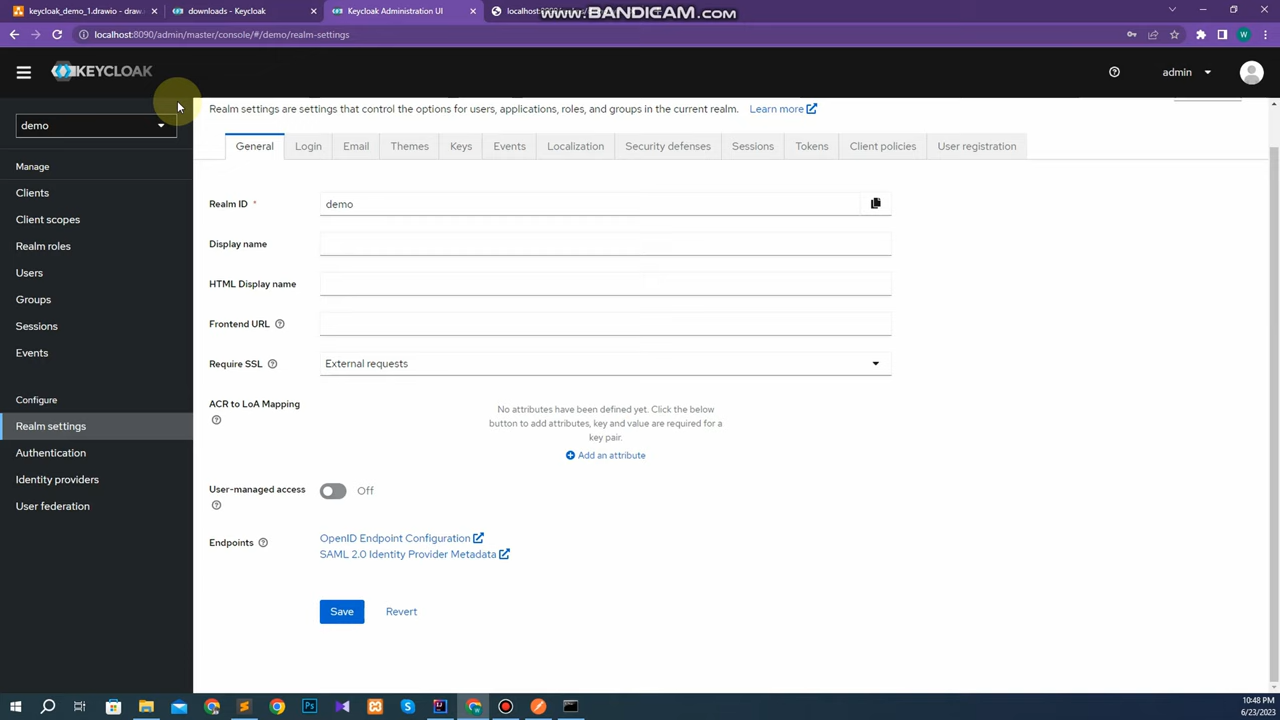 keycloak_demo_1.drawio - draw.
downloads - Keycloak
Keycloak Administration UI
localhost:8090
www.BANDICAM.com
localhost:8090/admin/master/console/#/demo/realm-settings
W
KEYCLOAK
admin
demo
Manage
Clients
Client scopes
Realm roles
Users
Groups
Sessions
Events
Configure
Realm settings
Authentication
Identity providers
User federation
Realm settings are settings that control the options for users, applications, roles, and groups in the current realm. Learn more
General Login Email Themes Keys Events Localization Security defenses Sessions Tokens Client policies User registration
Realm ID * demo
Display name
HTML Display name
Frontend URL
Require SSL External requests
ACR to LoA Mapping
No attributes have been defined yet. Click the below
button to add attributes, key and value are required for a
key pair.
Add an attribute
User-managed access Off
Endpoints OpenID Endpoint Configuration
SAML 2.0 Identity Provider Metadata
Save Revert
10:48 PM
6/23/2023